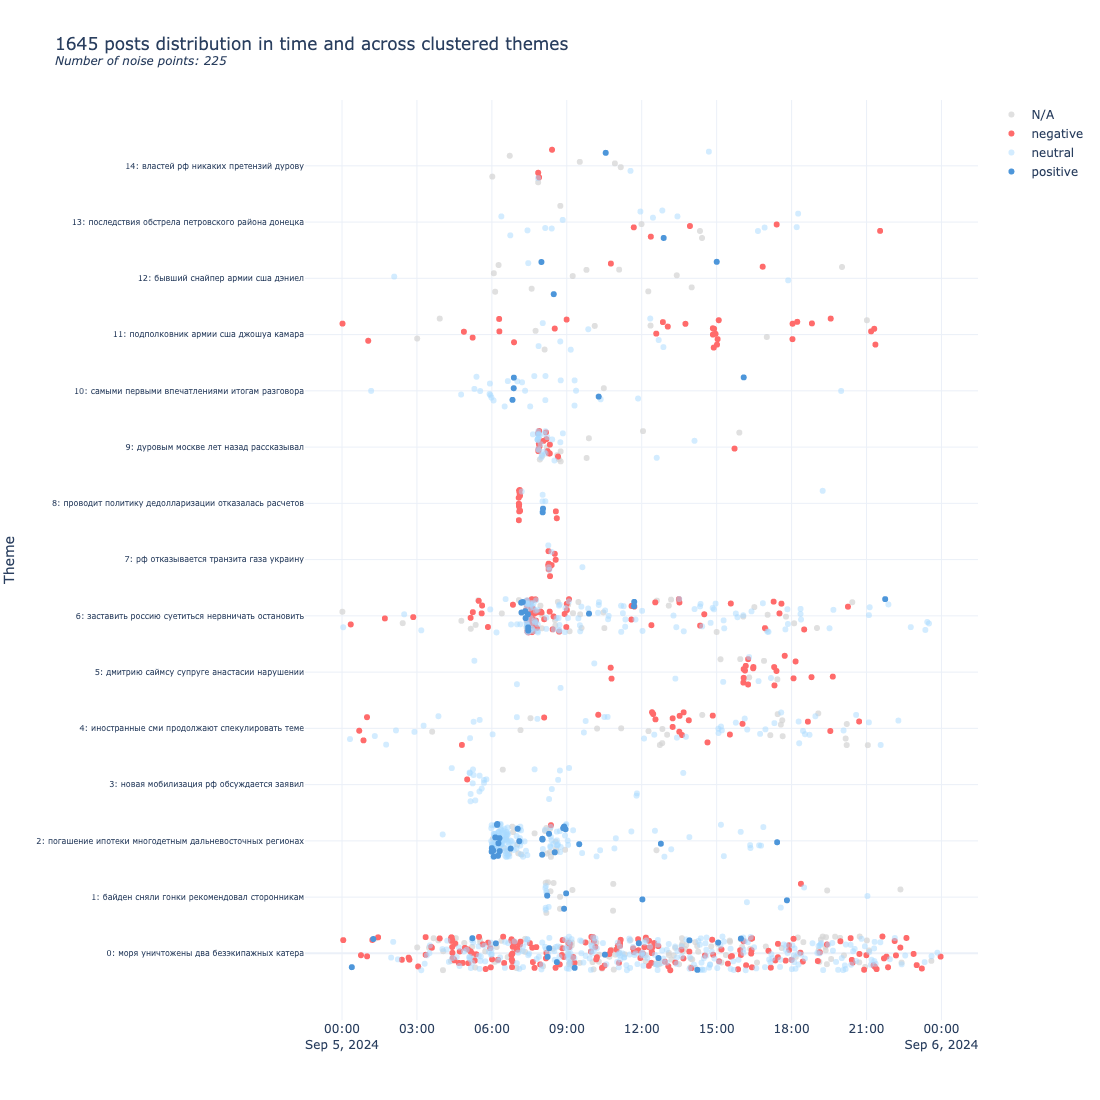 1645 posts distribution in time and across clustered themes
Number of noise points: 225
N/A
negative
neutral
positive
Theme
14: властей рф никаких претензий дурову
13: последствия обстрела петровского района донецка
12: бывший снайпер армии сша дэниел
11: подполковник армии сша джошуа камара
10: самыми первыми впечатлениями итогам разговора
9: дуровым москве лет назад рассказывал
8: проводит политику дедолларизации отказалась расчетов
7: рф отказывается транзита газа украину
6: заставить россию суетиться нервничать остановить
5: дмитрию саймсу супруге анастасии нарушении
4: иностранные сми продолжают спекулировать теме
3: новая мобилизация рф обсуждается заявил
2: погашение ипотеки многодетным дальневосточных регионах
1: байден сняли гонки рекомендовал сторонникам
0: моря уничтожены два безэкипажных катера
00:00 03:00 06:00 09:00 12:00 15:00 18:00 21:00 00:00
Sep 5, 2024 Sep 6, 2024